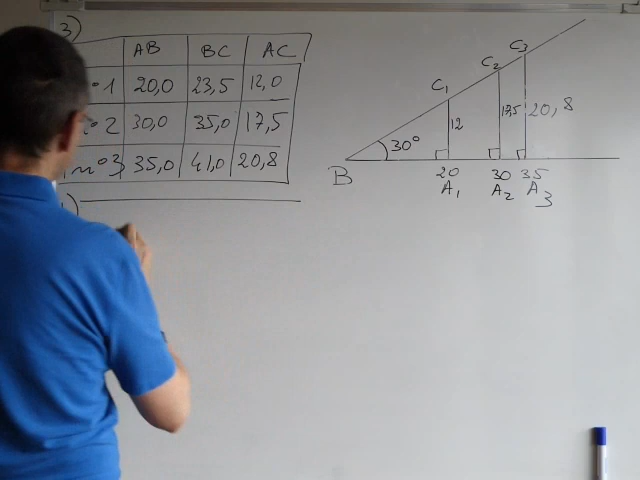 3)
AB BC AC
n°1 20,0 23,5 12,0
n°2 30,0 35,0 17,5
n°3 35,0 41,0 20,8
)
C₁ C₂ C₃
30° 12 17,5 20,8
B 20 30 35
A₁ A₂ A₃